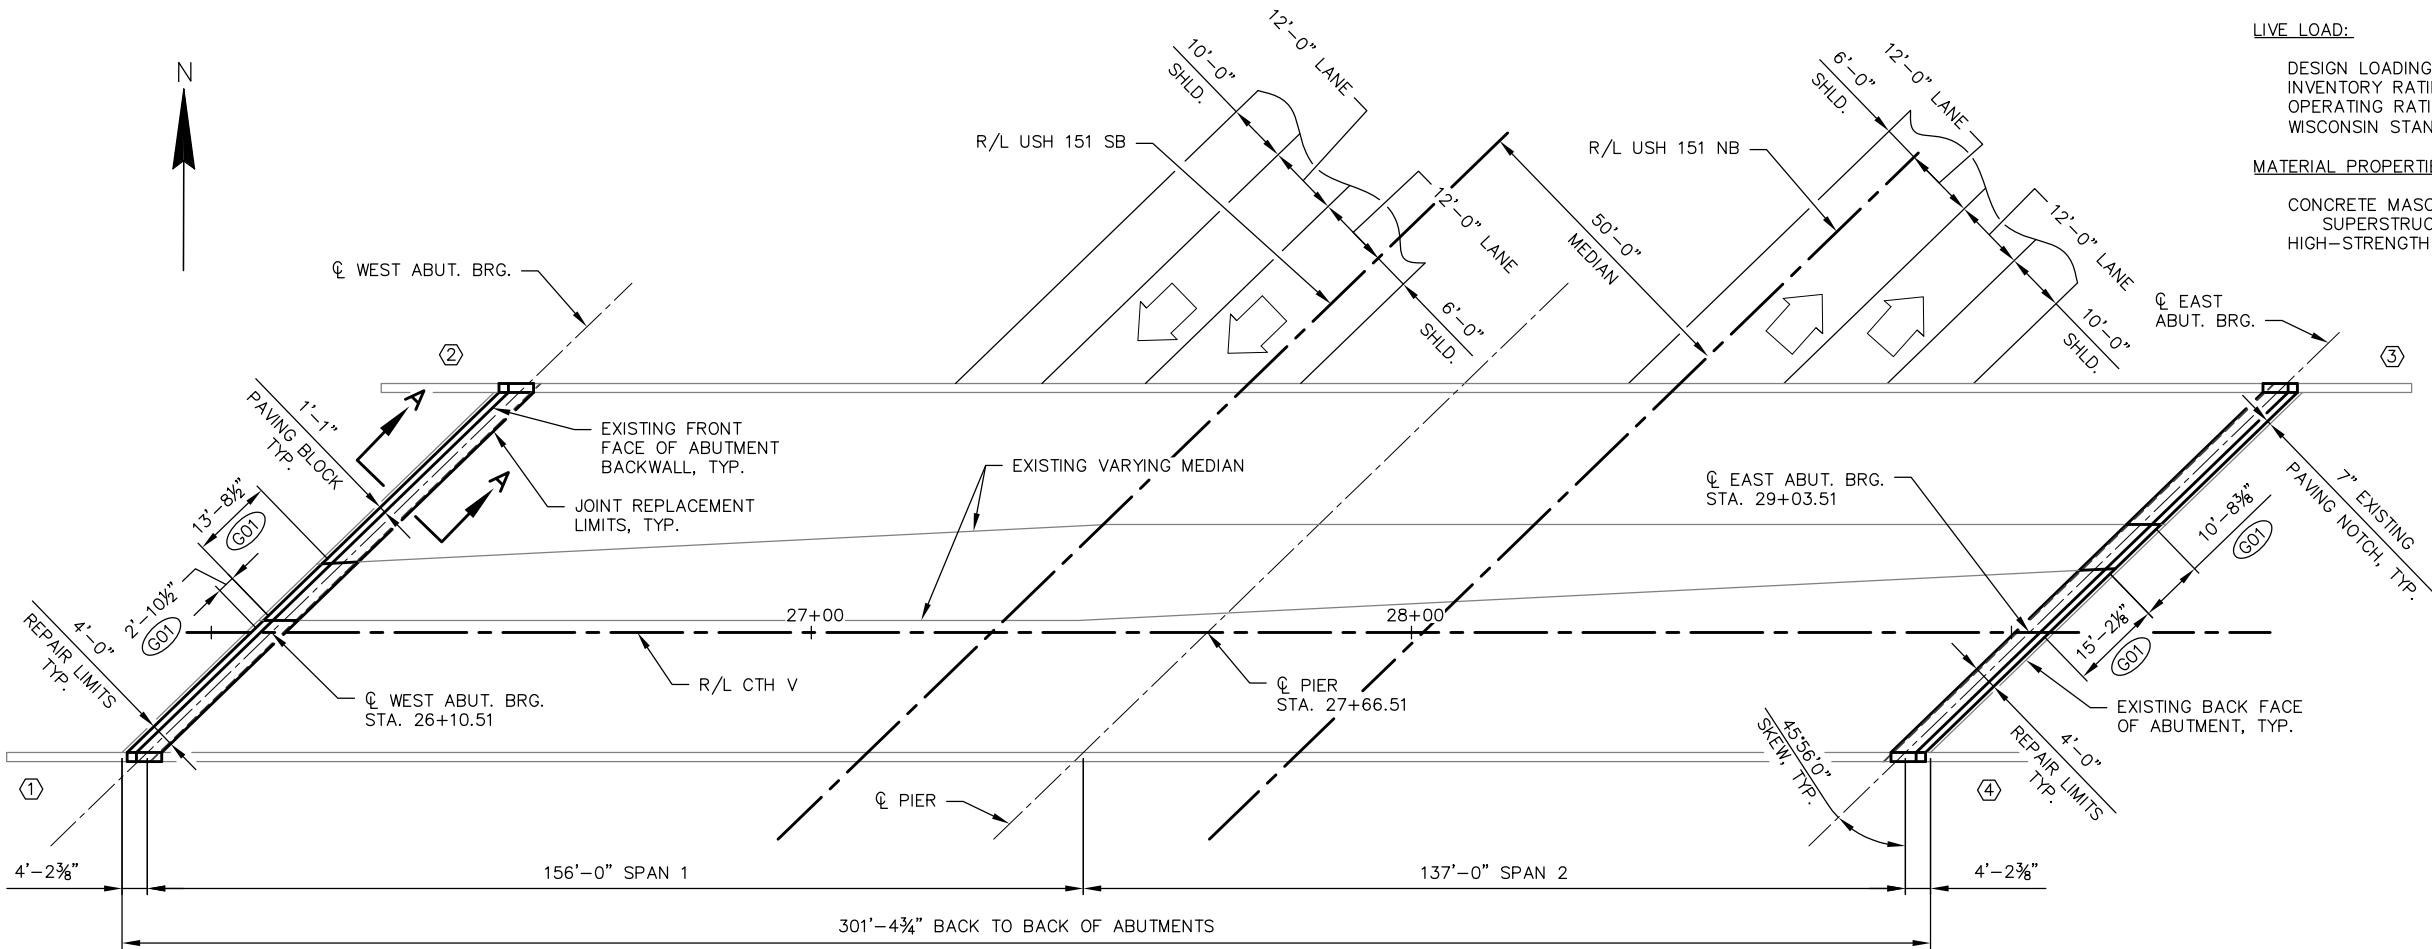 LIVE LOAD:
DESIGN LOADING
INVENTORY RATI
OPERATING RATI
WISCONSIN STAN
MATERIAL PROPERTIE
CONCRETE MASO
SUPERSTRUC
HIGH-STRENGTH
N
10'-0"
SHLD.
12'-0" LANE
12'-0" LANE
6'-0"
SHLD.
R/L USH 151 SB
50'-0"
MEDIAN
R/L USH 151 NB
6'-0"
SHLD.
12'-0" LANE
12'-0" LANE
10'-0"
SHLD.
℄ WEST ABUT. BRG.
℄ EAST
ABUT. BRG.
2
3
A
A
1'-1"
PAVING BLOCK
TYP.
EXISTING FRONT
FACE OF ABUTMENT
BACKWALL, TYP.
JOINT REPLACEMENT
LIMITS, TYP.
EXISTING VARYING MEDIAN
℄ EAST ABUT. BRG.
STA. 29+03.51
7" EXISTING
PAVING NOTCH, TYP.
10'-8⅜"
G01
15'-2⅛"
G01
13'-8½"
G01
2'-10½"
G01
4'-0"
REPAIR LIMITS
TYP.
27+00
28+00
℄ WEST ABUT. BRG.
STA. 26+10.51
R/L CTH V
℄ PIER
STA. 27+66.51
℄ PIER
45°56'0"
SKEW, TYP.
EXISTING BACK FACE
OF ABUTMENT, TYP.
4'-0"
REPAIR LIMITS
TYP.
1
4
4'-2⅜"
156'-0" SPAN 1
137'-0" SPAN 2
4'-2⅜"
301'-4¾" BACK TO BACK OF ABUTMENTS